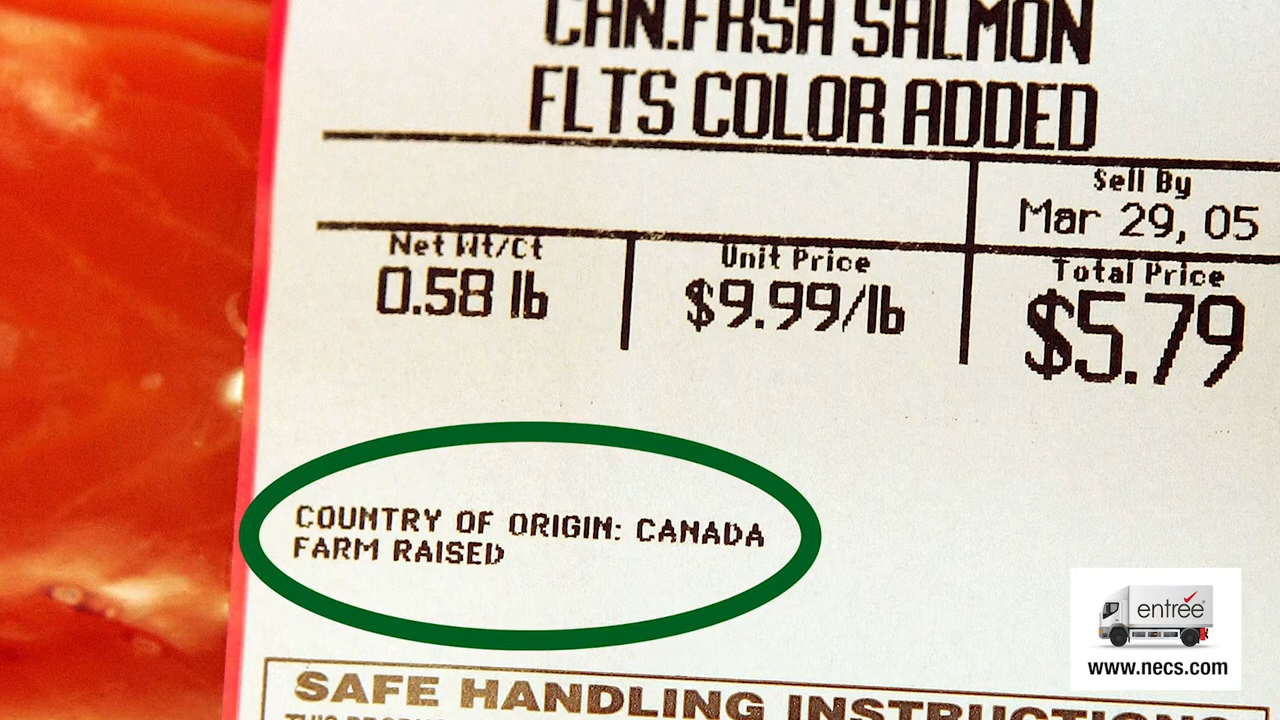 CAN.FRSH SALMON
FLTS COLOR ADDED
Sell By
Mar 29, 05
Net Wt/Ct
Unit Price
Total Price
0.58 lb
$9.99/lb
$5.79
COUNTRY OF ORIGIN: CANADA
FARM RAISED
entrée
www.necs.com
SAFE HANDLING INSTRUCTIONS